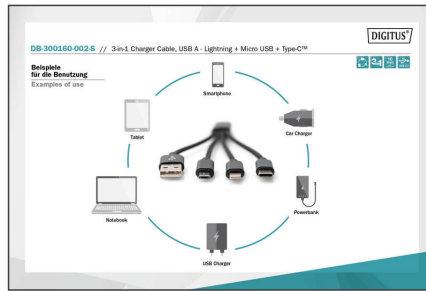 DIGITUS®
DB-300160-002-S // 3-in-1 Charger Cable, USB A - Lightning + Micro USB + Type-C™
Beispiele
für die Benutzung
Examples of use
3in1
Smartphone
Tablet
Car Charger
Notebook
Powerbank
USB Charger